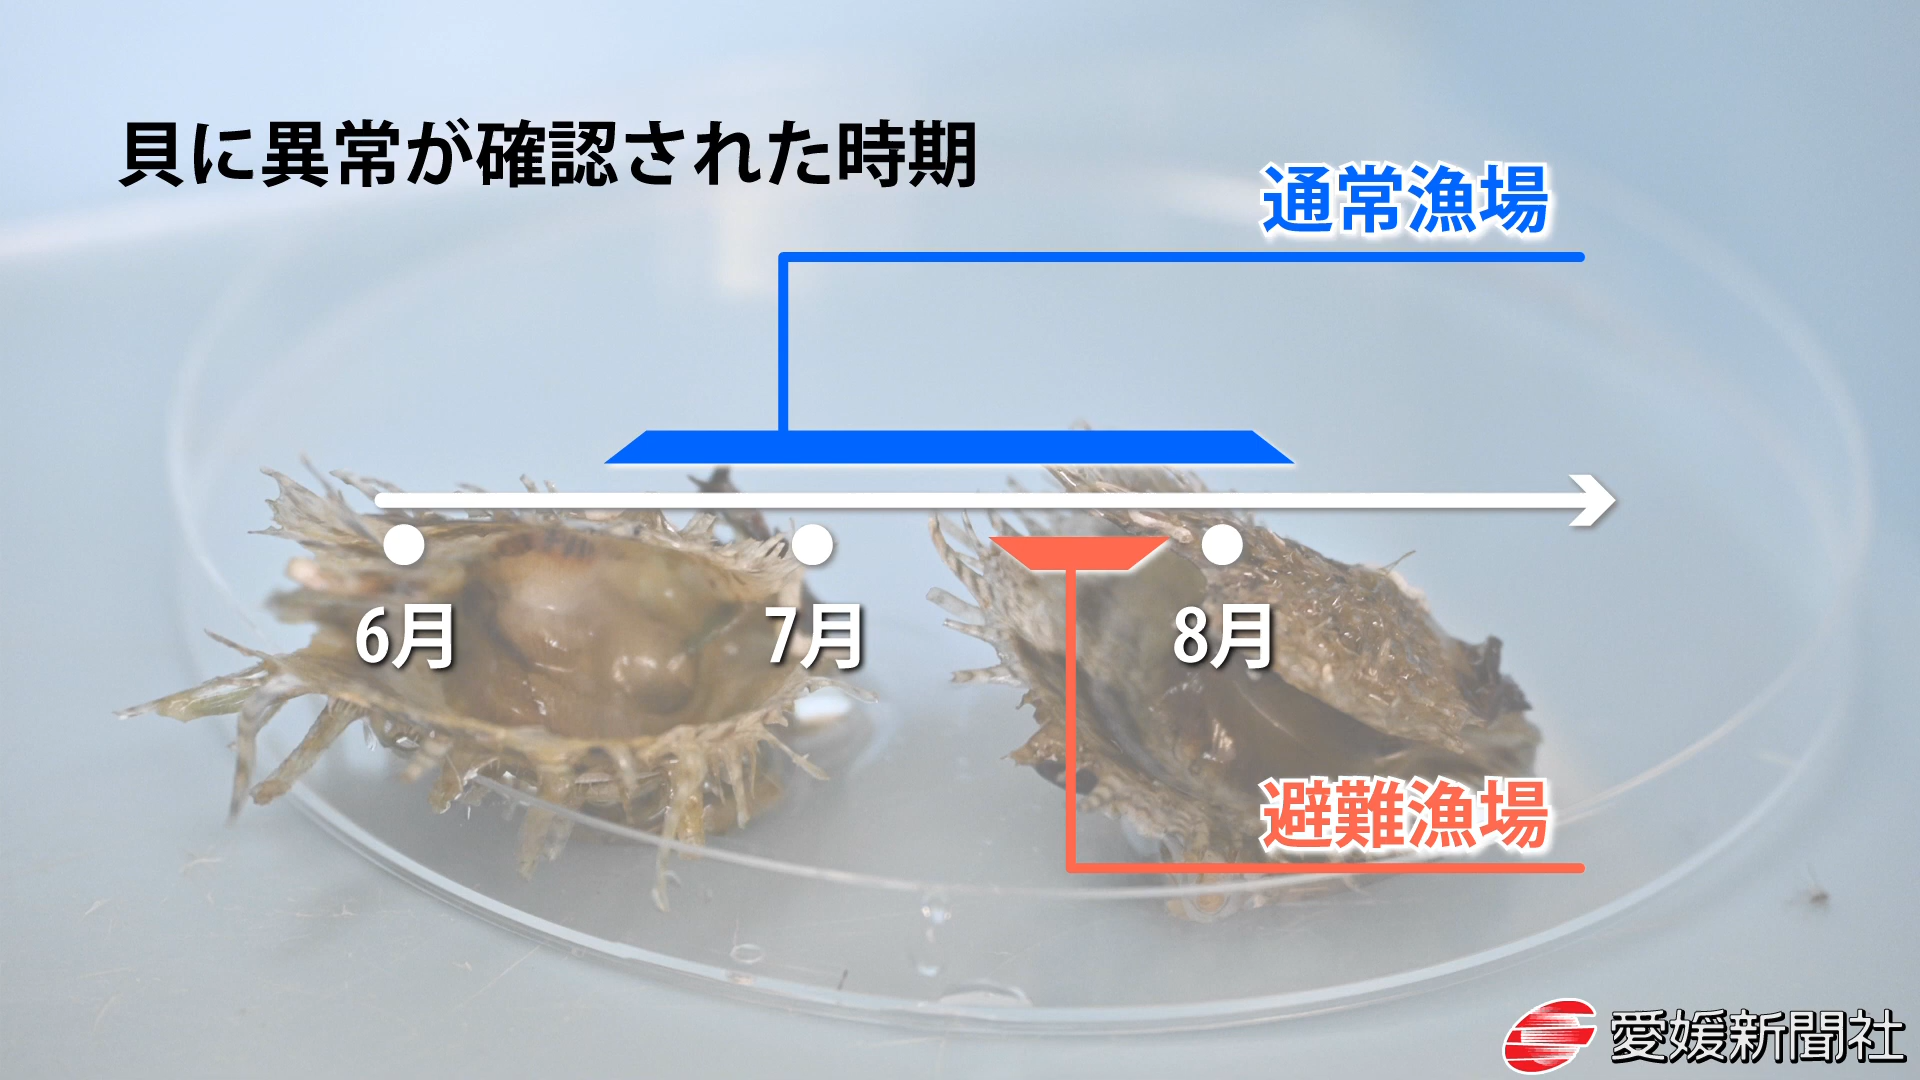 貝に異常が確認された時期
通常漁場
6月
7月
8月
避難漁場
愛媛新聞社